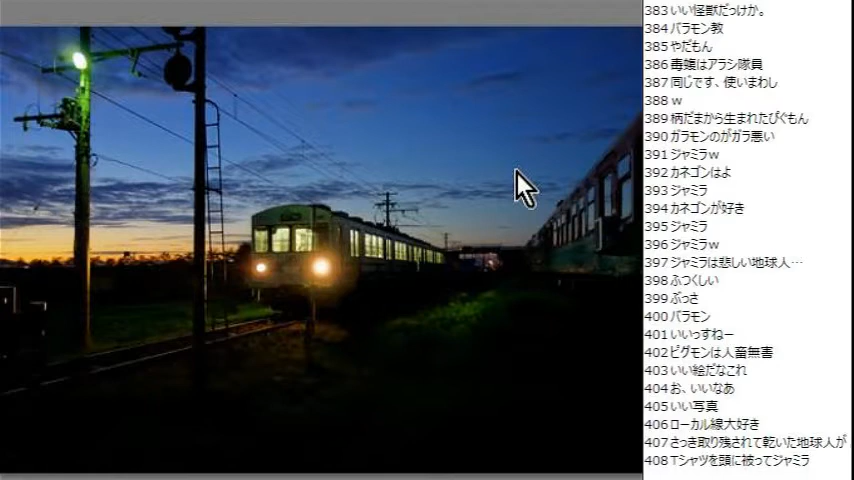 383 いい怪獣だっけか。
384 バラモン教
385 やだもん
386 毒蝮はアラシ隊員
387 同じです、使いまわし
388 w
389 柄だまから生まれたぴぐもん
390 ガラモンのがガラ悪い
391 ジャミラw
392 カネゴンはよ
393 ジャミラ
394 カネゴンが好き
395 ジャミラ
396 ジャミラw
397 ジャミラは悲しい地球人…
398 ふつくしい
399 ぶっさ
400 バラモン
401 いいっすねー
402 ピグモンは人畜無害
403 いい絵だなこれ
404 お、いいなあ
405 いい写真
406 ローカル線大好き
407 さっき取り残されて乾いた地球人が
408 Tシャツを頭に被ってジャミラ